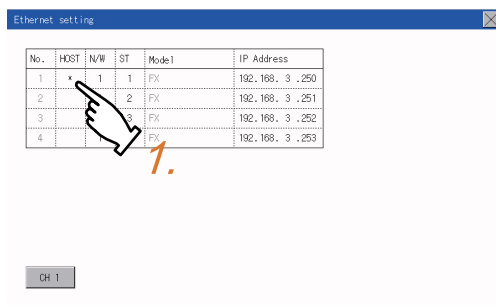 Ethernet setting
No. HOST N/W ST Model IP Address
1 * 1 1 FX 192.168. 3 .250
2 2 FX 192.168. 3 .251
3 3 FX 192.168. 3 .252
4 1 FX 192.168. 3 .253
1.
CH 1